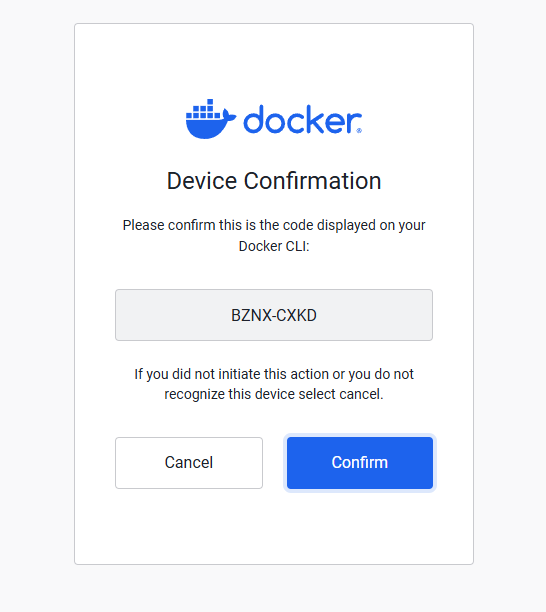 docker
Device Confirmation
Please confirm this is the code displayed on your
Docker CLI:
BZNX-CXKD
If you did not initiate this action or you do not
recognize this device select cancel.
Cancel
Confirm